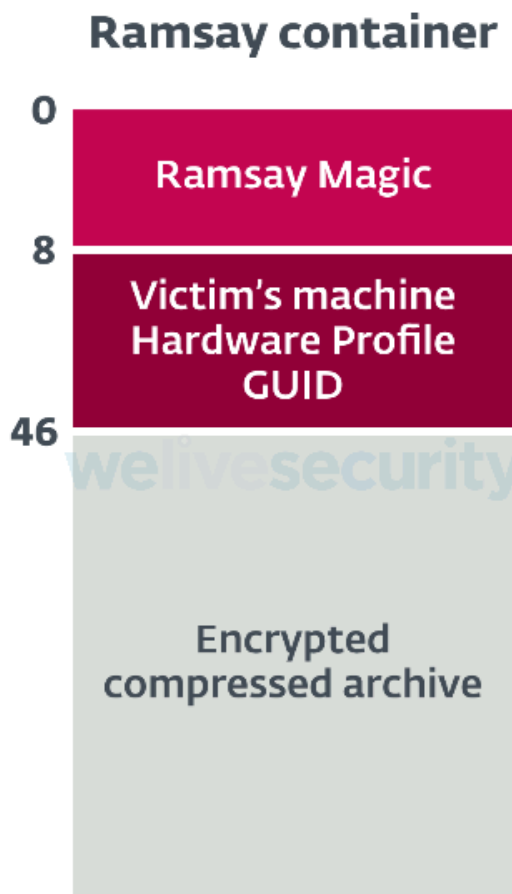 Ramsay container
0
Ramsay Magic
8
Victim's machine
Hardware Profile
GUID
46
welivesecurity
Encrypted
compressed archive